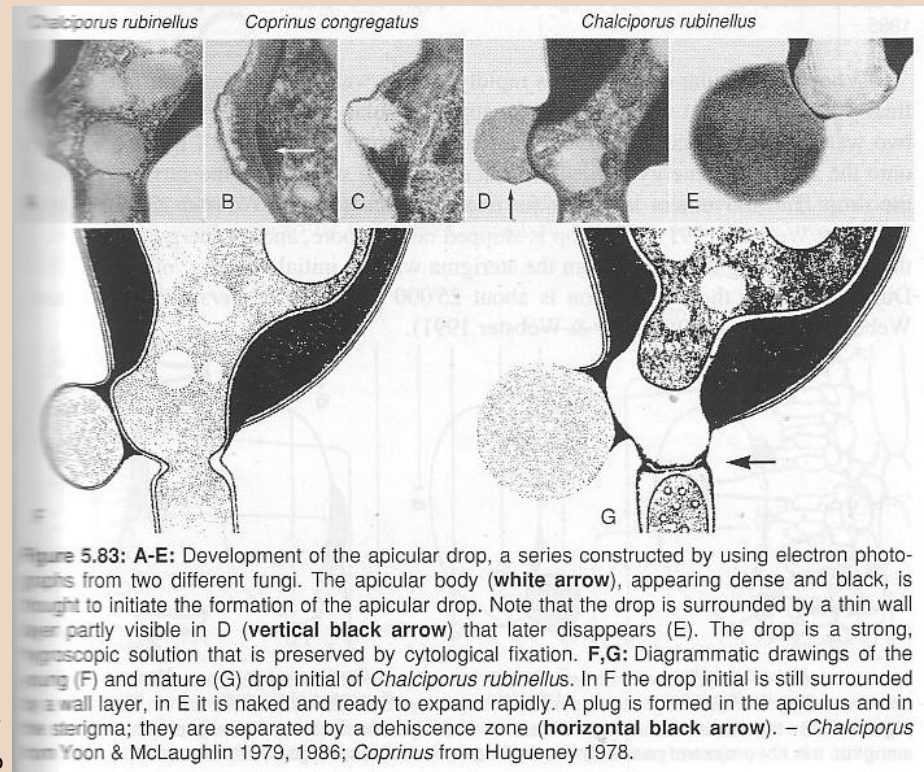 Chalciporus rubinellus Coprinus congregatus Chalciporus rubinellus
A B C D E
F G
Figure 5.83: A-E: Development of the apicular drop, a series constructed by using electron photo-
graphs from two different fungi. The apicular body (white arrow), appearing dense and black, is
thought to initiate the formation of the apicular drop. Note that the drop is surrounded by a thin wall
layer partly visible in D (vertical black arrow) that later disappears (E). The drop is a strong,
hygroscopic solution that is preserved by cytological fixation. F,G: Diagrammatic drawings of the
young (F) and mature (G) drop initial of Chalciporus rubinellus. In F the drop initial is still surrounded
by a wall layer, in E it is naked and ready to expand rapidly. A plug is formed in the apiculus and in
the sterigma; they are separated by a dehiscence zone (horizontal black arrow). – Chalciporus
from Yoon & McLaughlin 1979, 1986; Coprinus from Hugueney 1978.